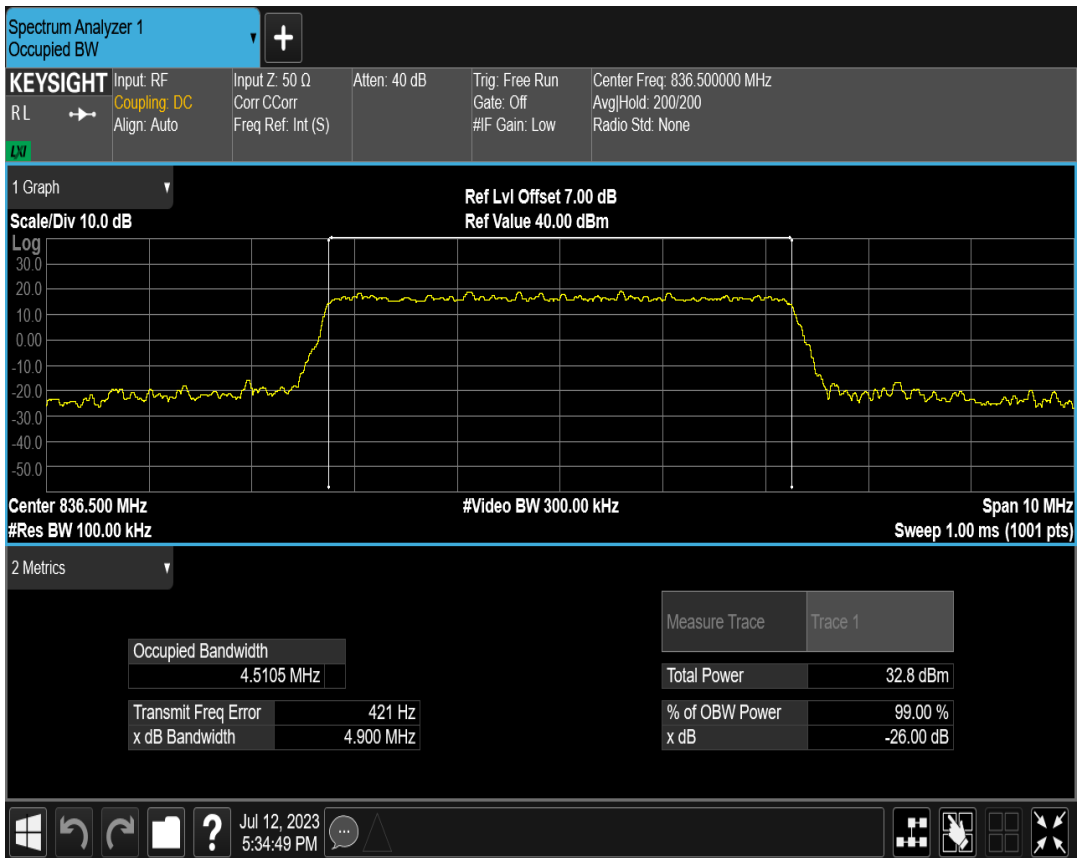 Spectrum Analyzer 1
Occupied BW
KEYSIGHT
R L
LXI
Input: RF
Coupling: DC
Align: Auto
Input Z: 50 Ω
Corr CCorr
Freq Ref: Int (S)
Atten: 40 dB
Trig: Free Run
Gate: Off
#IF Gain: Low
Center Freq: 836.500000 MHz
Avg|Hold: 200/200
Radio Std: None
1 Graph
Scale/Div 10.0 dB
Ref Lvl Offset 7.00 dB
Ref Value 40.00 dBm
Log
30.0
20.0
10.0
0.00
-10.0
-20.0
-30.0
-40.0
-50.0
Center 836.500 MHz
#Video BW 300.00 kHz
Span 10 MHz
#Res BW 100.00 kHz
Sweep 1.00 ms (1001 pts)
2 Metrics
Measure Trace Trace 1
Occupied Bandwidth
4.5105 MHz
Total Power 32.8 dBm
Transmit Freq Error 421 Hz
% of OBW Power 99.00 %
x dB Bandwidth 4.900 MHz
x dB -26.00 dB
?
Jul 12, 2023
5:34:49 PM